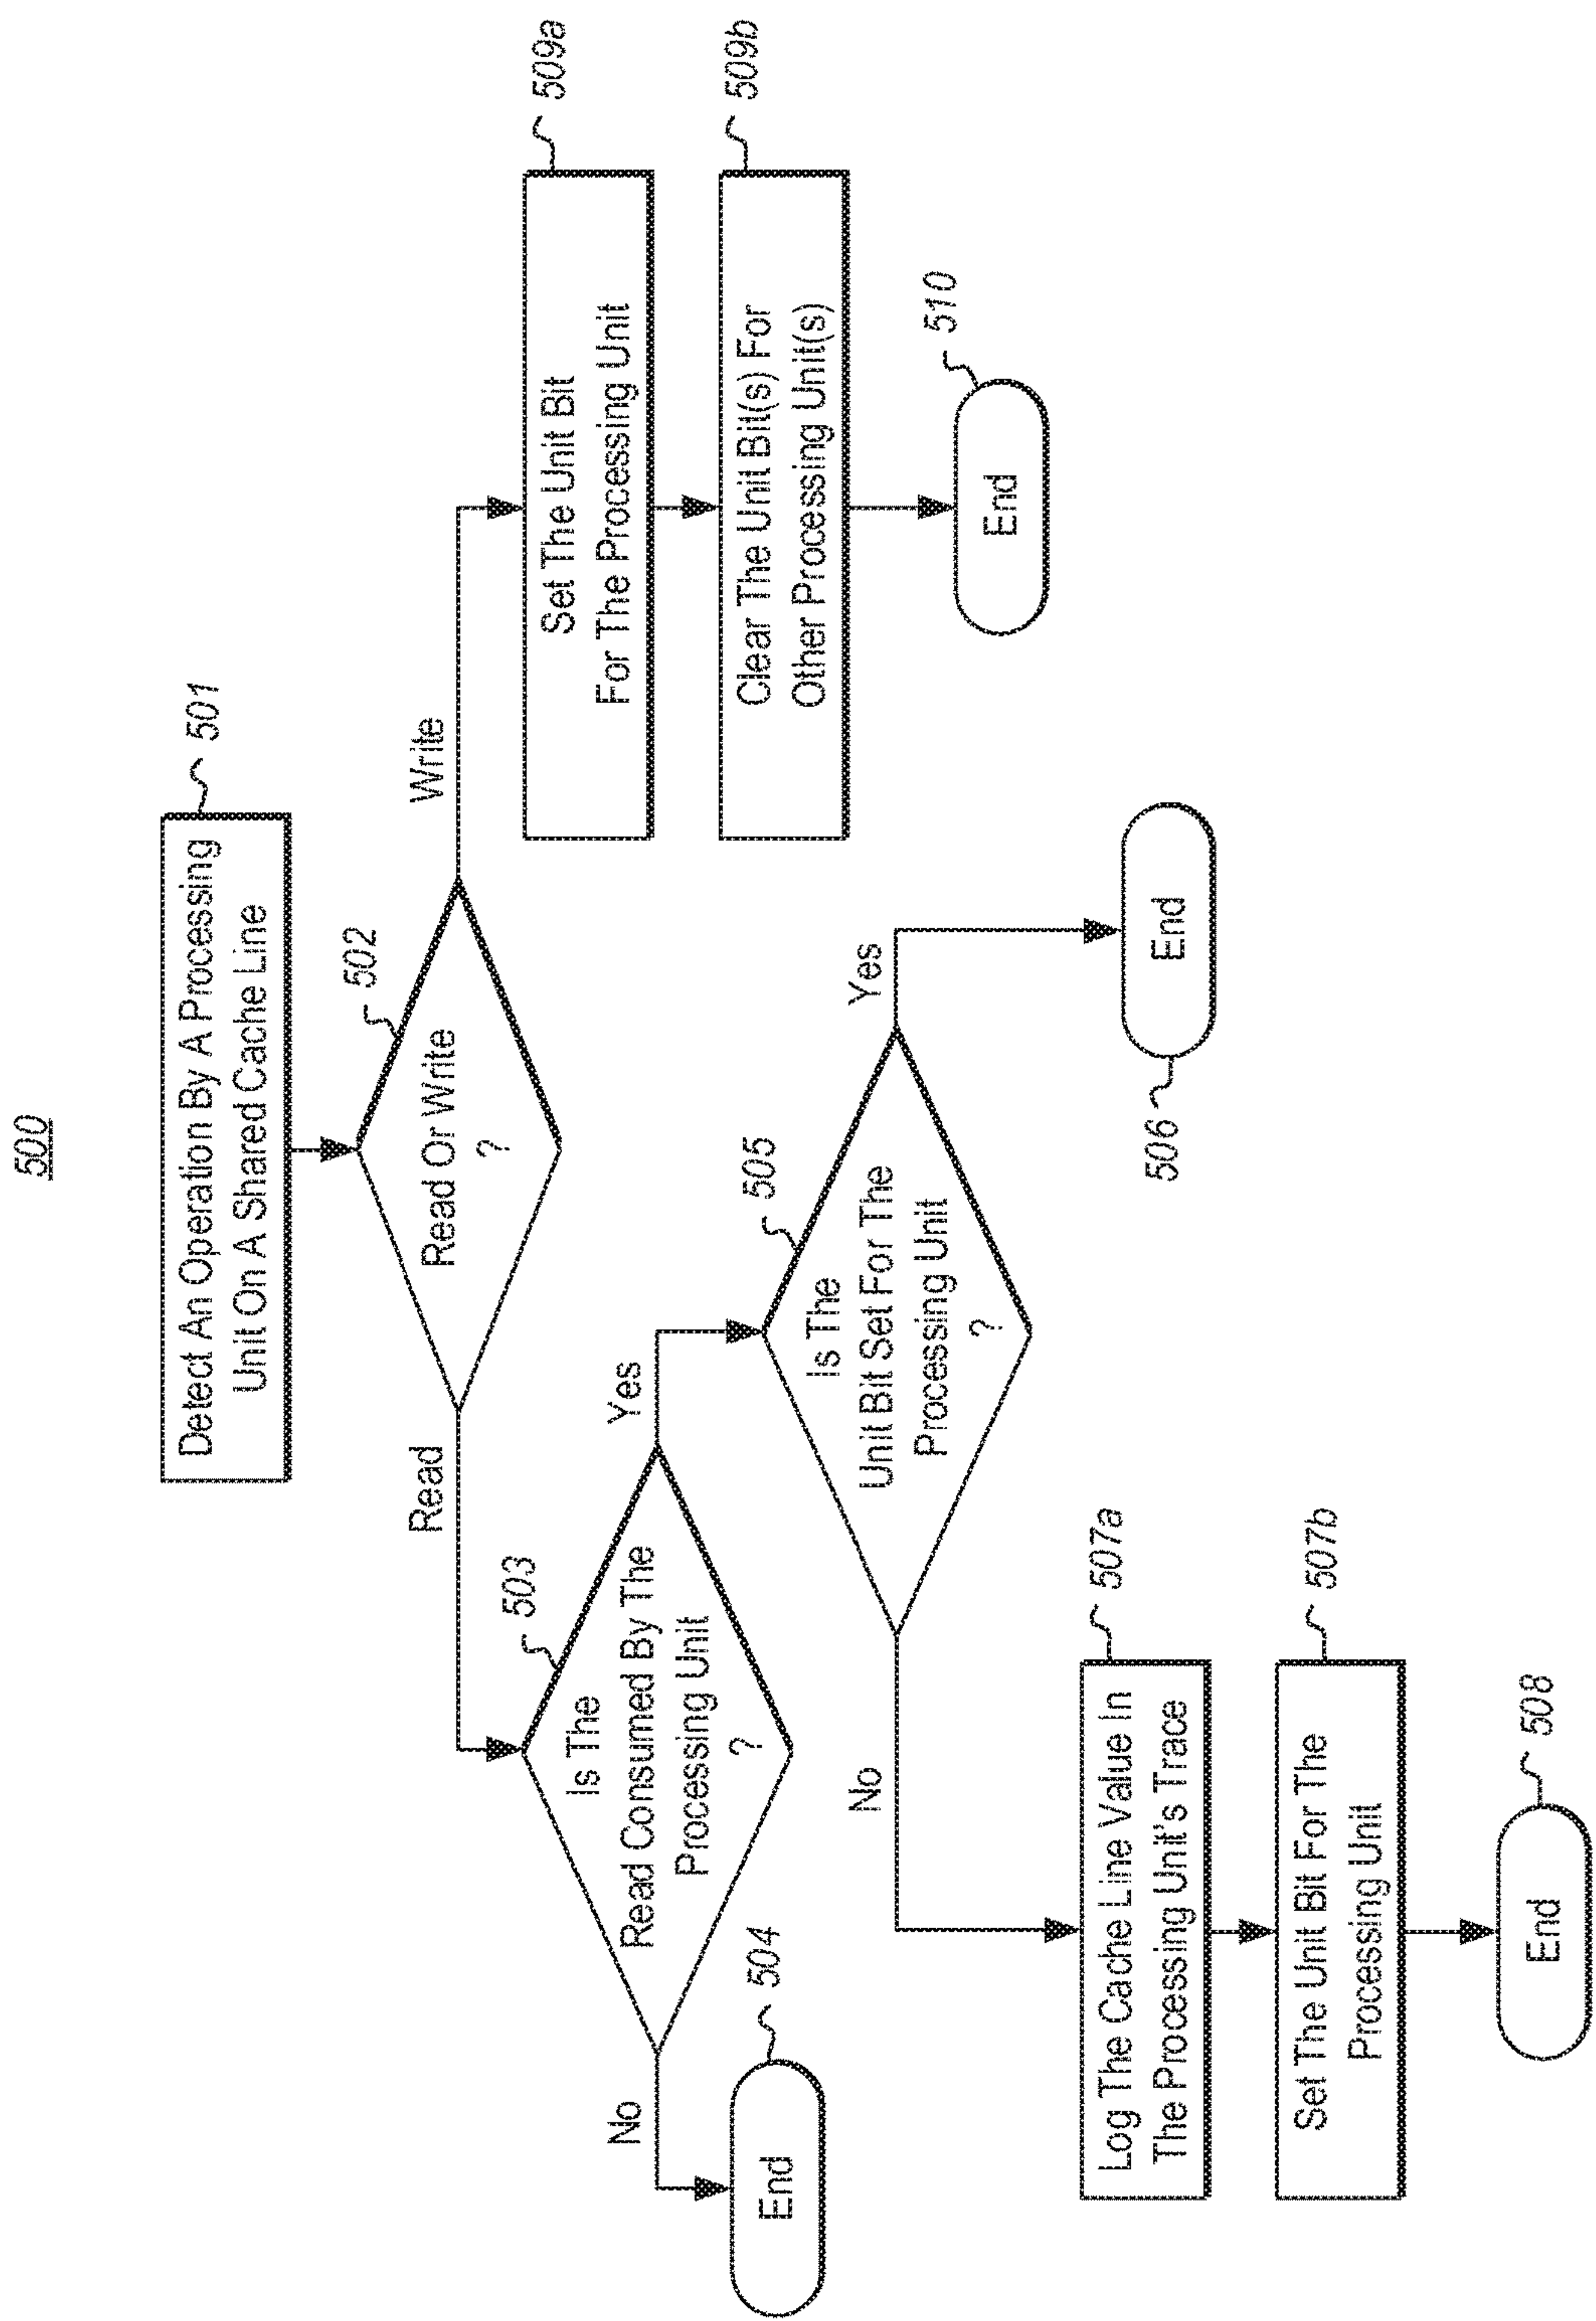 500
Detect An Operation By A Processing
Unit On A Shared Cache Line
501
Read Or Write
?
502
Read
Write
Is The
Read Consumed By The
Processing Unit
?
503
No
Yes
End
504
Is The
Unit Bit Set For The
Processing Unit
?
505
Yes
End
506
No
Log The Cache Line Value In
The Processing Unit's Trace
507a
Set The Unit Bit For The
Processing Unit
507b
End
508
Set The Unit Bit
For The Processing Unit
509a
Clear The Unit Bit(s) For
Other Processing Unit(s)
509b
End
510